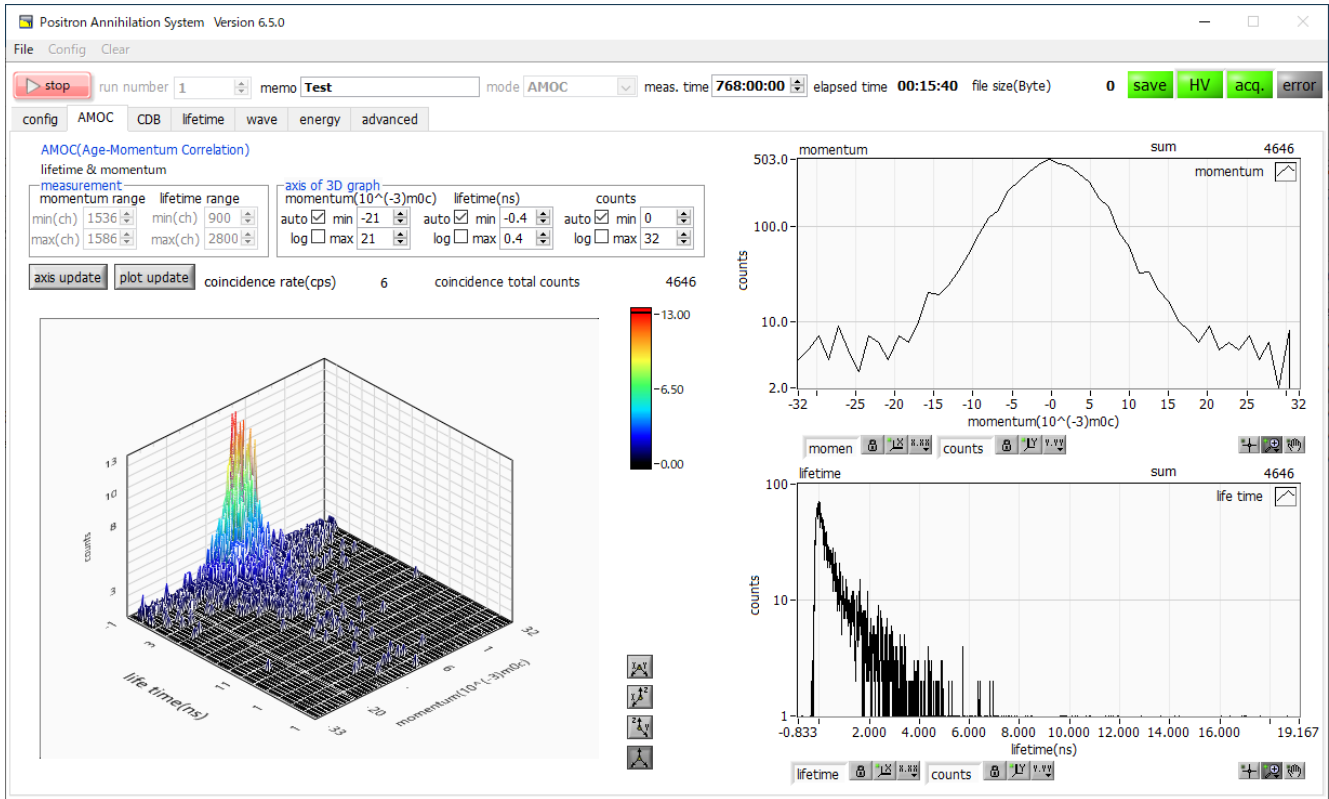 Positron Annihilation System Version 6.5.0
File Config Clear
stop run number 1 memo Test mode AMOC meas. time 768:00:00 elapsed time 00:15:40 file size(Byte) 0 save HV acq. error
config AMOC CDB lifetime wave energy advanced
AMOC(Age-Momentum Correlation)
lifetime & momentum
measurement
momentum range lifetime range
min(ch) 1536 min(ch) 900
max(ch) 1586 max(ch) 2800
axis of 3D graph
momentum(10^(-3)m0c) lifetime(ns) counts
auto min -21 auto min -0.4 auto min 0
log max 21 log max 0.4 log max 32
axis update plot update coincidence rate(cps) 6 coincidence total counts 4646
13.00
6.50
0.00
13
10
8
3
counts
-1
3
11
1
1
life time(ns)
33
20
-
6
1
32
momentum(10^(-3)m0c)
X Y
X Z
Z Y
momentum sum 4646
momentum
503.0
100.0
10.0
2.0
counts
-32 -25 -20 -15 -10 -5 -0 5 10 15 20 25 32
momentum(10^(-3)m0c)
momen X X.XX counts Y Y.YY
lifetime sum 4646
life time
100
10
1
counts
-0.833 2.000 4.000 6.000 8.000 10.000 12.000 14.000 16.000 19.167
lifetime(ns)
lifetime X X.XX counts Y Y.YY